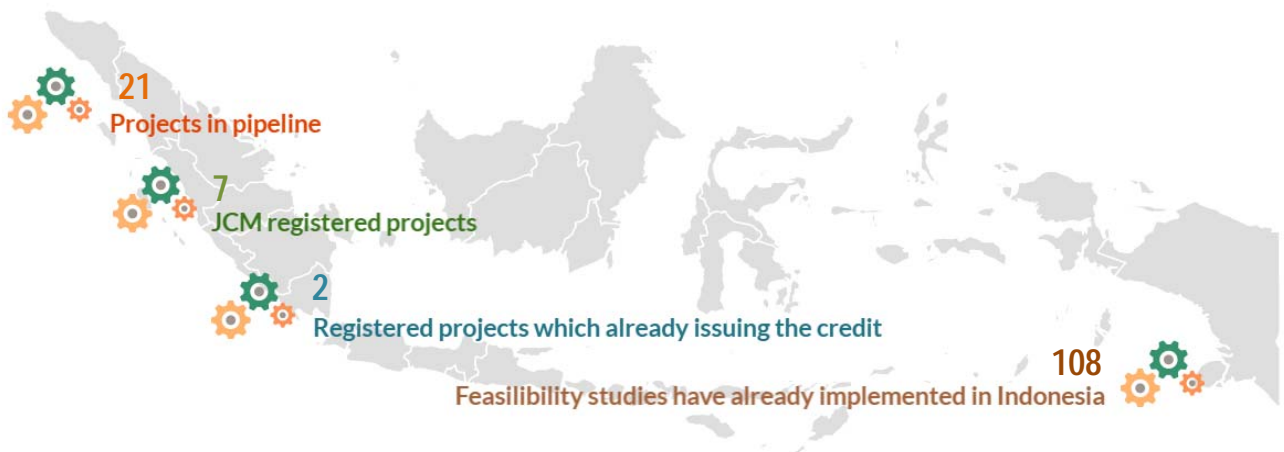 21
Projects in pipeline
7
JCM registered projects
2
Registered projects which already issuing the credit
108
Feasilibility studies have already implemented in Indonesia